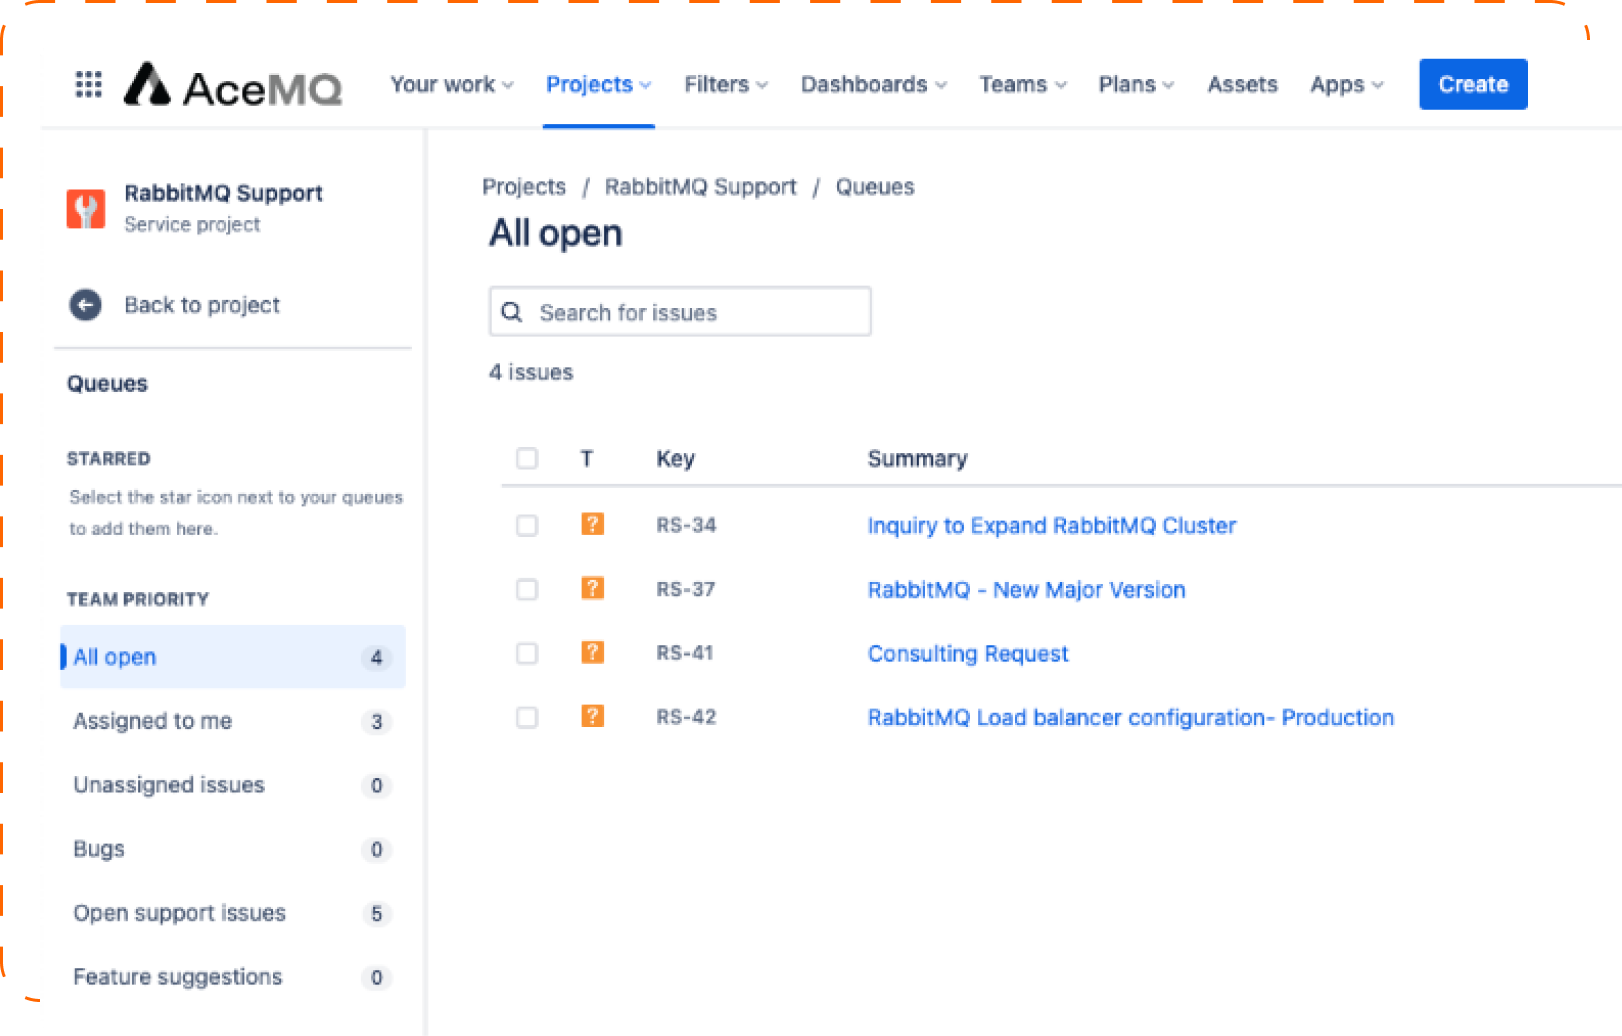 AceMQ Your work Projects Filters Dashboards Teams Plans Assets Apps Create
RabbitMQ Support
Service project
Back to project
Queues
STARRED
Select the star icon next to your queues
to add them here.
TEAM PRIORITY
All open 4
Assigned to me 3
Unassigned issues 0
Bugs 0
Open support issues 5
Feature suggestions 0
Projects / RabbitMQ Support / Queues
All open
Search for issues
4 issues
T Key Summary
? RS-34 Inquiry to Expand RabbitMQ Cluster
? RS-37 RabbitMQ - New Major Version
? RS-41 Consulting Request
? RS-42 RabbitMQ Load balancer configuration- Production